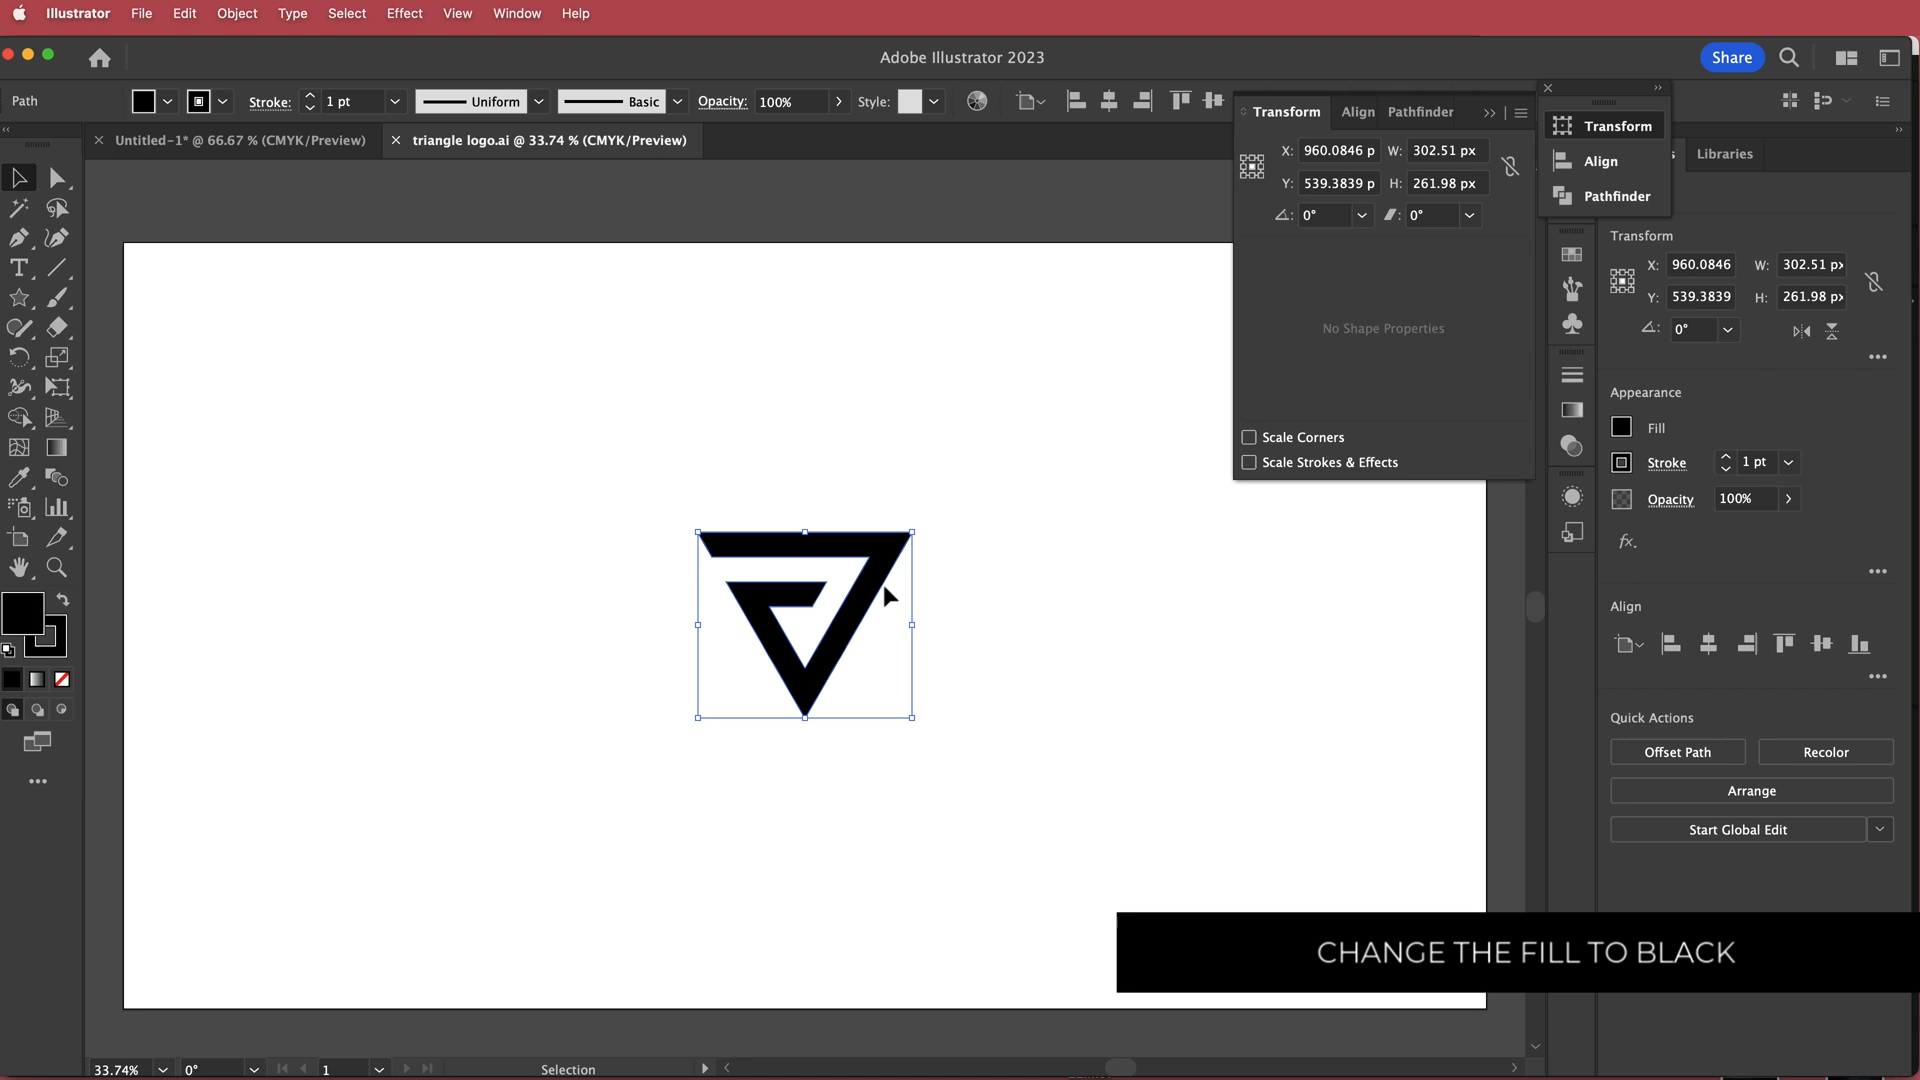 Illustrator File Edit Object Type Select Effect View Window Help
Adobe Illustrator 2023
Share
Path
Stroke: 1 pt
Uniform
Basic
Opacity: 100%
Style:
Untitled-1* @ 66.67 % (CMYK/Preview)
triangle logo.ai @ 33.74 % (CMYK/Preview)
Transform Align Pathfinder
X: 960.0846 p W: 302.51 px
Y: 539.3839 p H: 261.98 px
0° 0°
No Shape Properties
Scale Corners
Scale Strokes & Effects
Transform
Align
Pathfinder
Libraries
Transform
X: 960.0846 W: 302.51 px
Y: 539.3839 H: 261.98 px
0°
Appearance
Fill
Stroke 1 pt
Opacity 100%
fx.
Align
Quick Actions
Offset Path Recolor
Arrange
Start Global Edit
CHANGE THE FILL TO BLACK
33.74% 0° 1 Selection